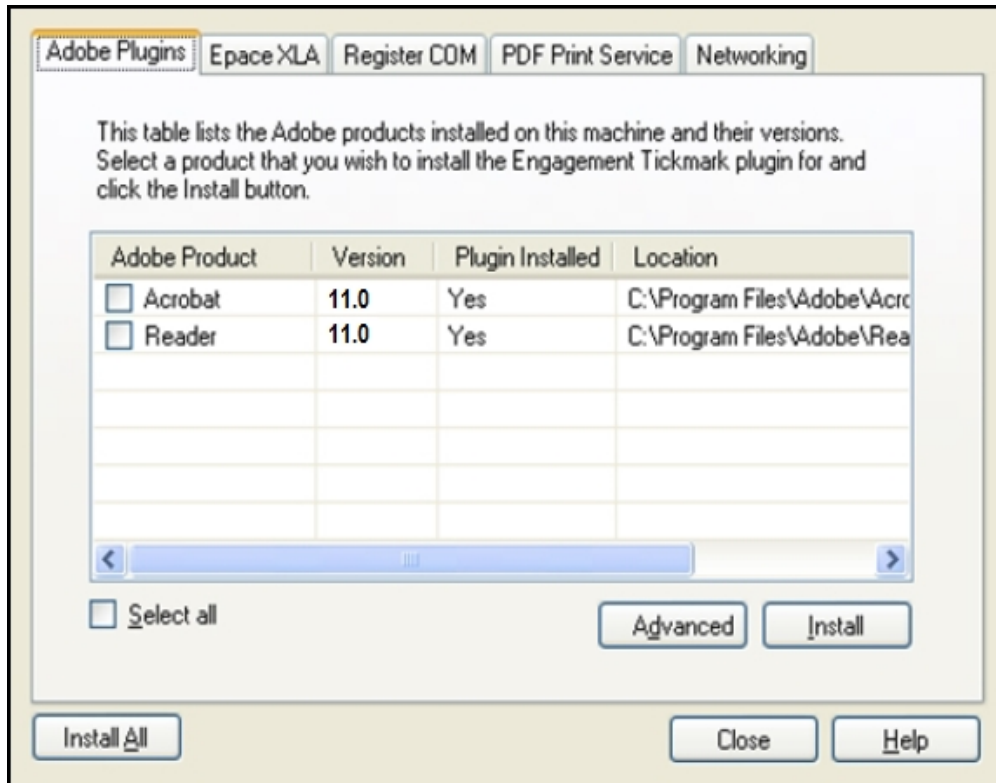 Adobe Plugins Epace XLA Register COM PDF Print Service Networking
This table lists the Adobe products installed on this machine and their versions.
Select a product that you wish to install the Engagement Tickmark plugin for and
click the Install button.
Adobe Product Version Plugin Installed Location
Acrobat 11.0 Yes C:\Program Files\Adobe\Acro
Reader 11.0 Yes C:\Program Files\Adobe\Rea
Select all Advanced Install
Install All Close Help